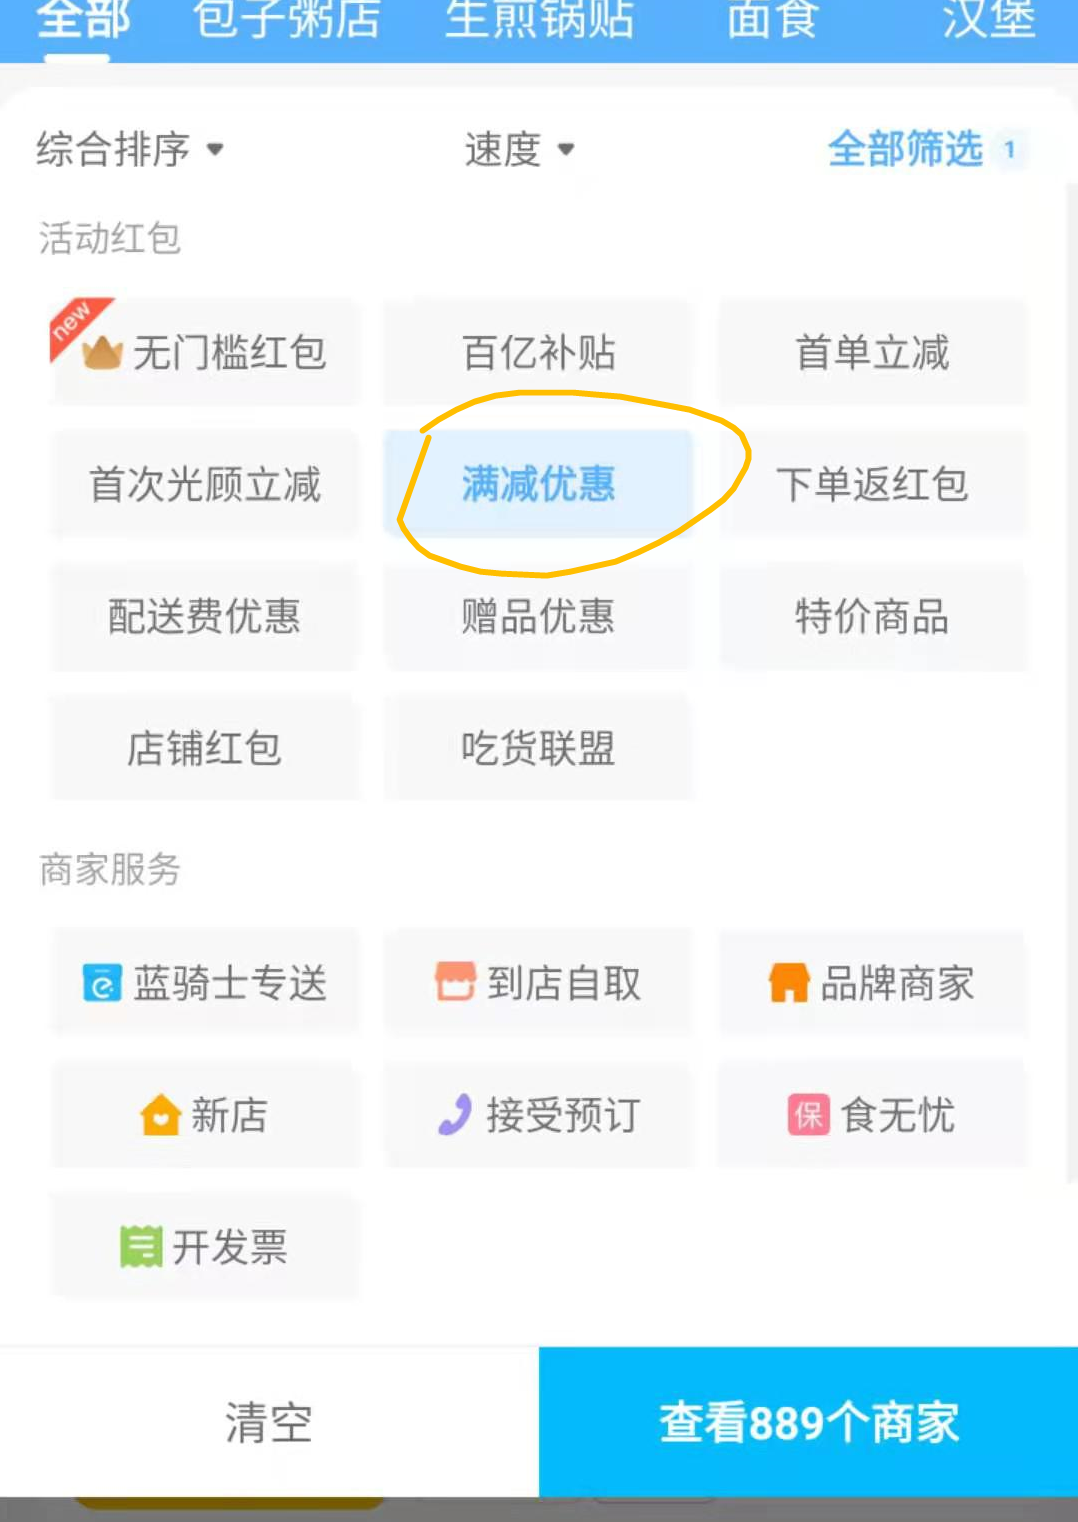 全部 包子粥店 生煎锅贴 面食 汉堡
综合排序 速度 全部筛选 1
活动红包
new
无门槛红包 百亿补贴 首单立减
首次光顾立减 满减优惠 下单返红包
配送费优惠 赠品优惠 特价商品
店铺红包 吃货联盟
商家服务
蓝骑士专送 到店自取 品牌商家
新店 接受预订 保 食无忧
开发票
清空 查看889个商家